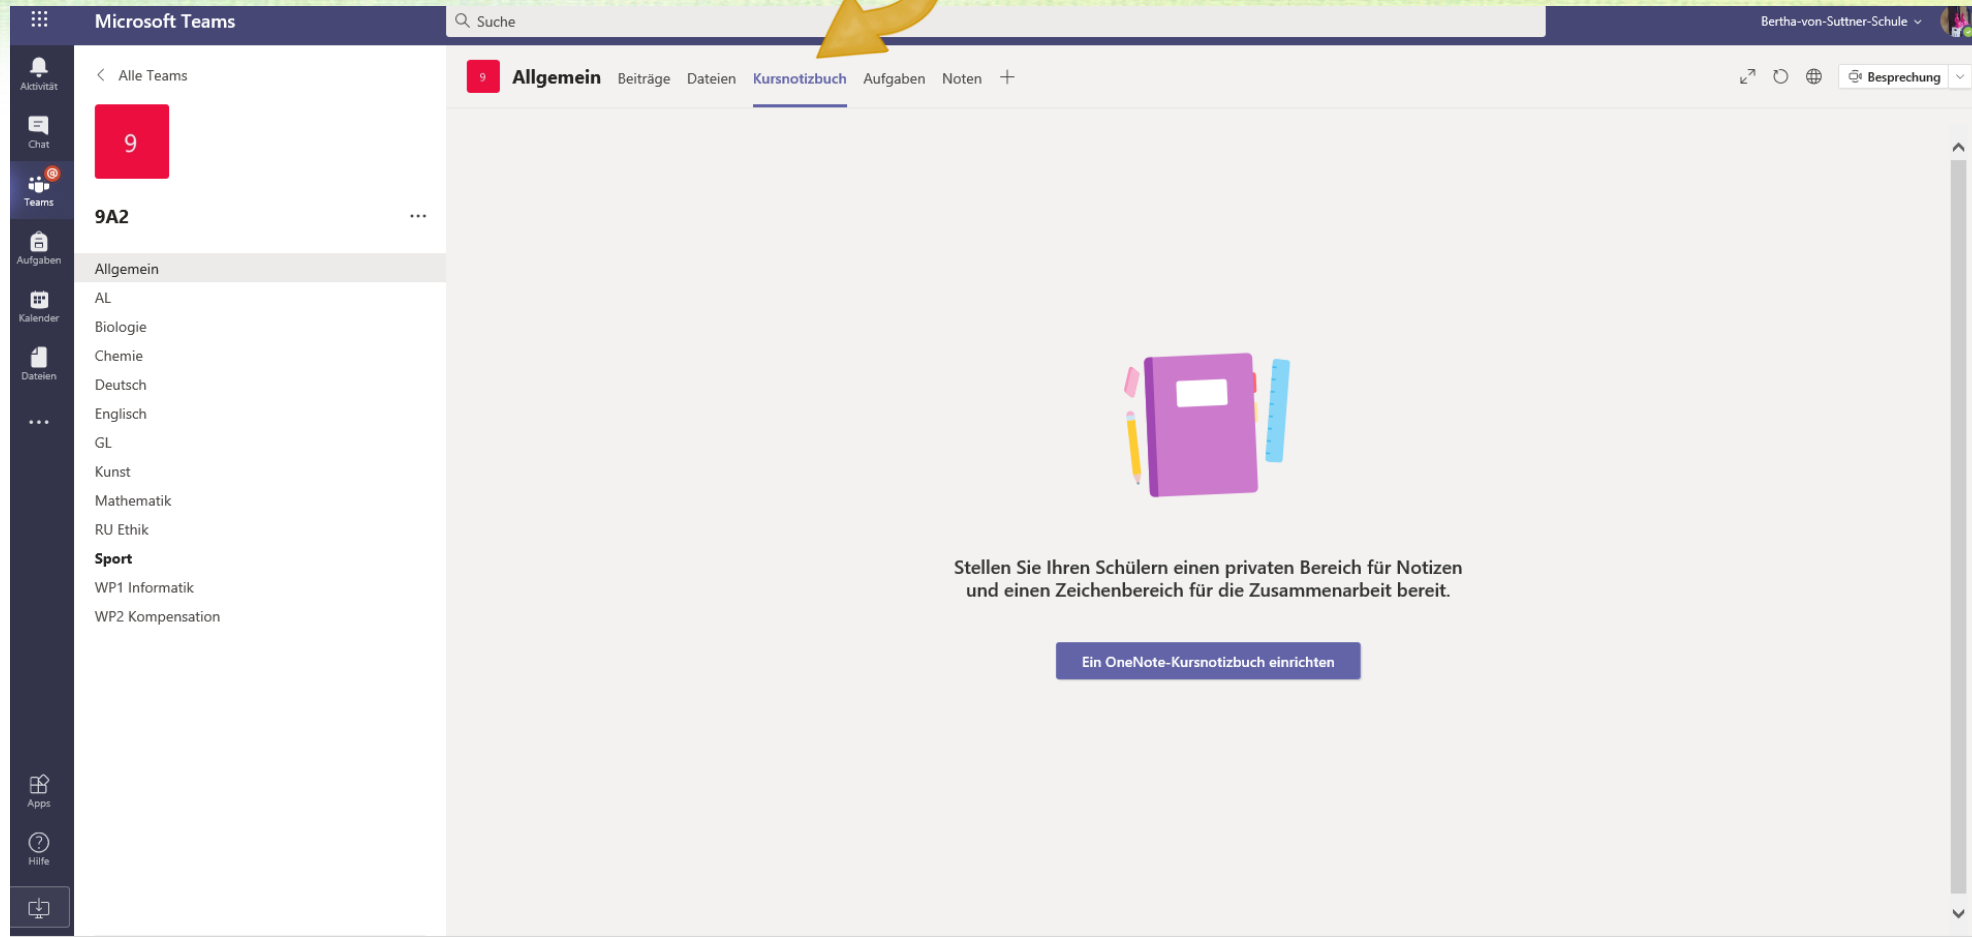 Microsoft Teams
Suche
Bertha-von-Suttner-Schule
Aktivität
Chat
Teams
Aufgaben
Kalender
Dateien
Apps
Hilfe
Alle Teams
9
9A2
Allgemein
AL
Biologie
Chemie
Deutsch
Englisch
GL
Kunst
Mathematik
RU Ethik
Sport
WP1 Informatik
WP2 Kompensation
9 Allgemein Beiträge Dateien Kursnotizbuch Aufgaben Noten
Besprechung
Stellen Sie Ihren Schülern einen privaten Bereich für Notizen
und einen Zeichenbereich für die Zusammenarbeit bereit.
Ein OneNote-Kursnotizbuch einrichten